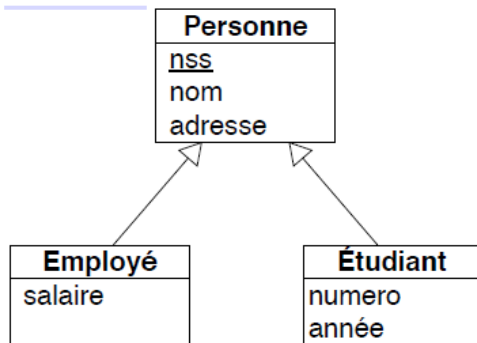 Personne
nss
nom
adresse
Employé
salaire
Étudiant
numero
année